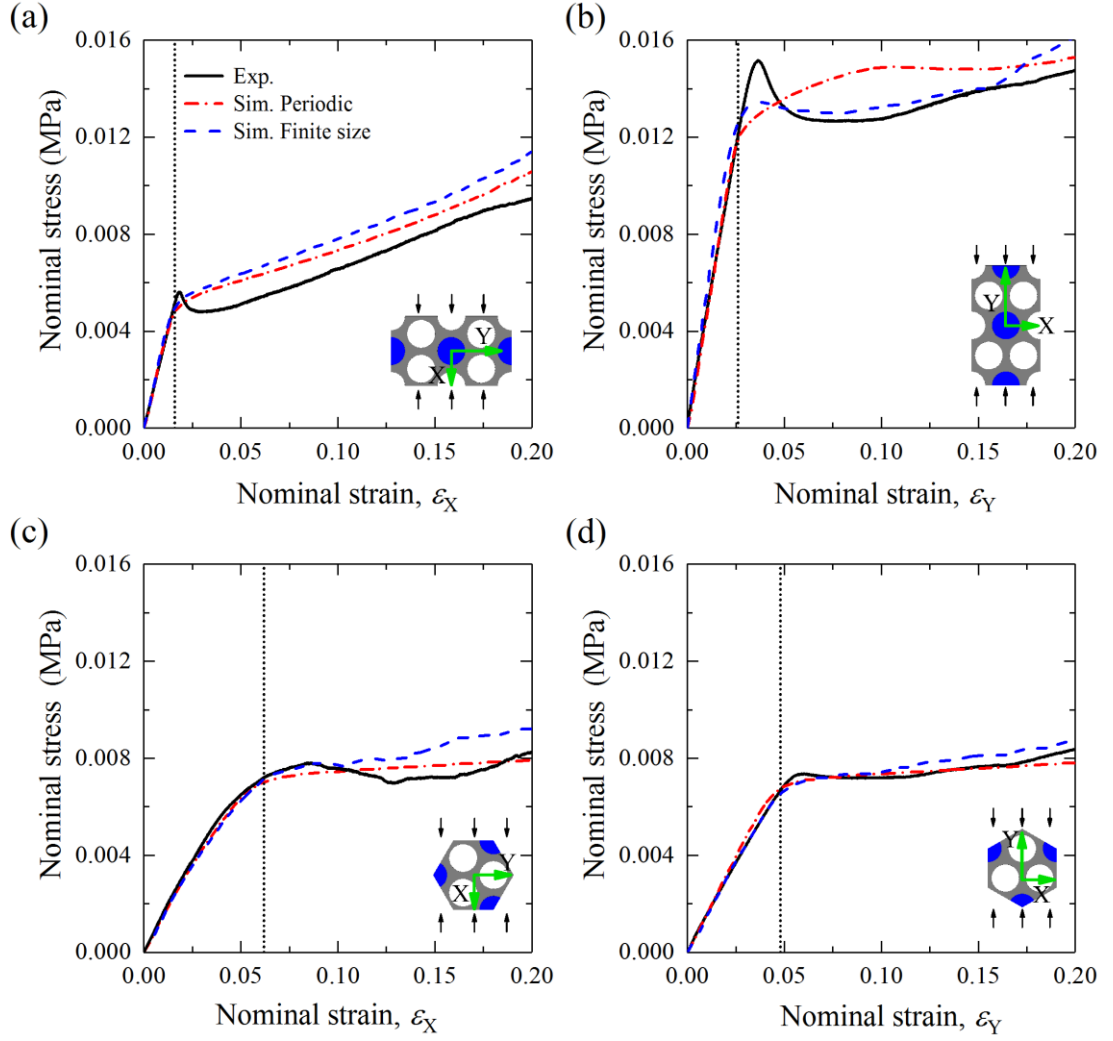 (a)
0.016
0.012
0.008
0.004
0.000
Nominal stress (MPa)
Exp.
Sim. Periodic
Sim. Finite size
Y
X
0.00 0.05 0.10 0.15 0.20
Nominal strain, εX
(b)
0.016
0.012
0.008
0.004
0.000
Nominal stress (MPa)
Y
X
0.00 0.05 0.10 0.15 0.20
Nominal strain, εY
(c)
0.016
0.012
0.008
0.004
0.000
Nominal stress (MPa)
Y
X
0.00 0.05 0.10 0.15 0.20
Nominal strain, εX
(d)
0.016
0.012
0.008
0.004
0.000
Nominal stress (MPa)
Y
X
0.00 0.05 0.10 0.15 0.20
Nominal strain, εY